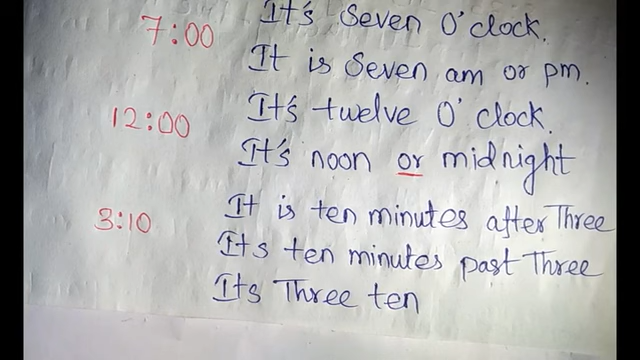 7:00 It's Seven O'clock.
It is Seven am or pm.
12:00 It's twelve O'clock.
It's noon or midnight
3:10 It is ten minutes after Three
Its ten minutes past Three
Its Three ten